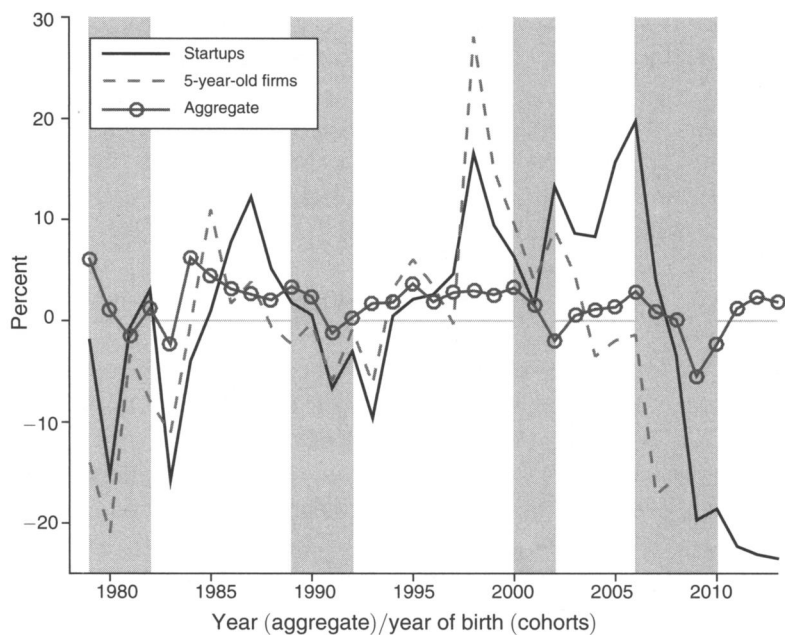 30
20
10
0
−10
−20
Percent
Startups
5-year-old firms
Aggregate
1980 1985 1990 1995 2000 2005 2010
Year (aggregate)/year of birth (cohorts)